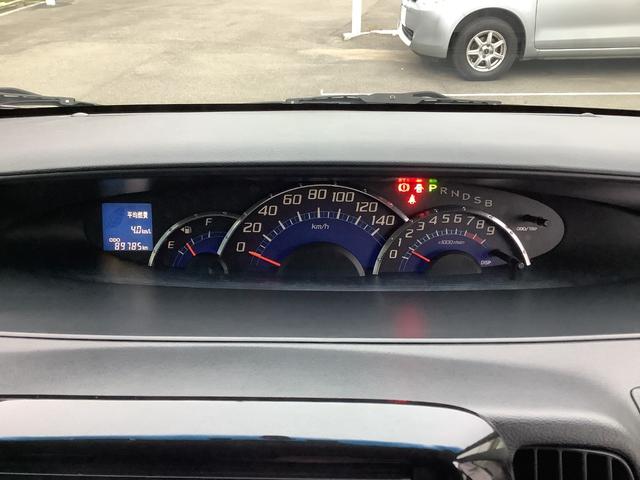 平均燃費
4.0km/L
ODO
89785km
E F
0 20 40 60 80 100 120 140
km/h
P R N D S B
0 1 2 3 4 5 6 7 8 9
×1000r/min
ODO/TRIP
DISP